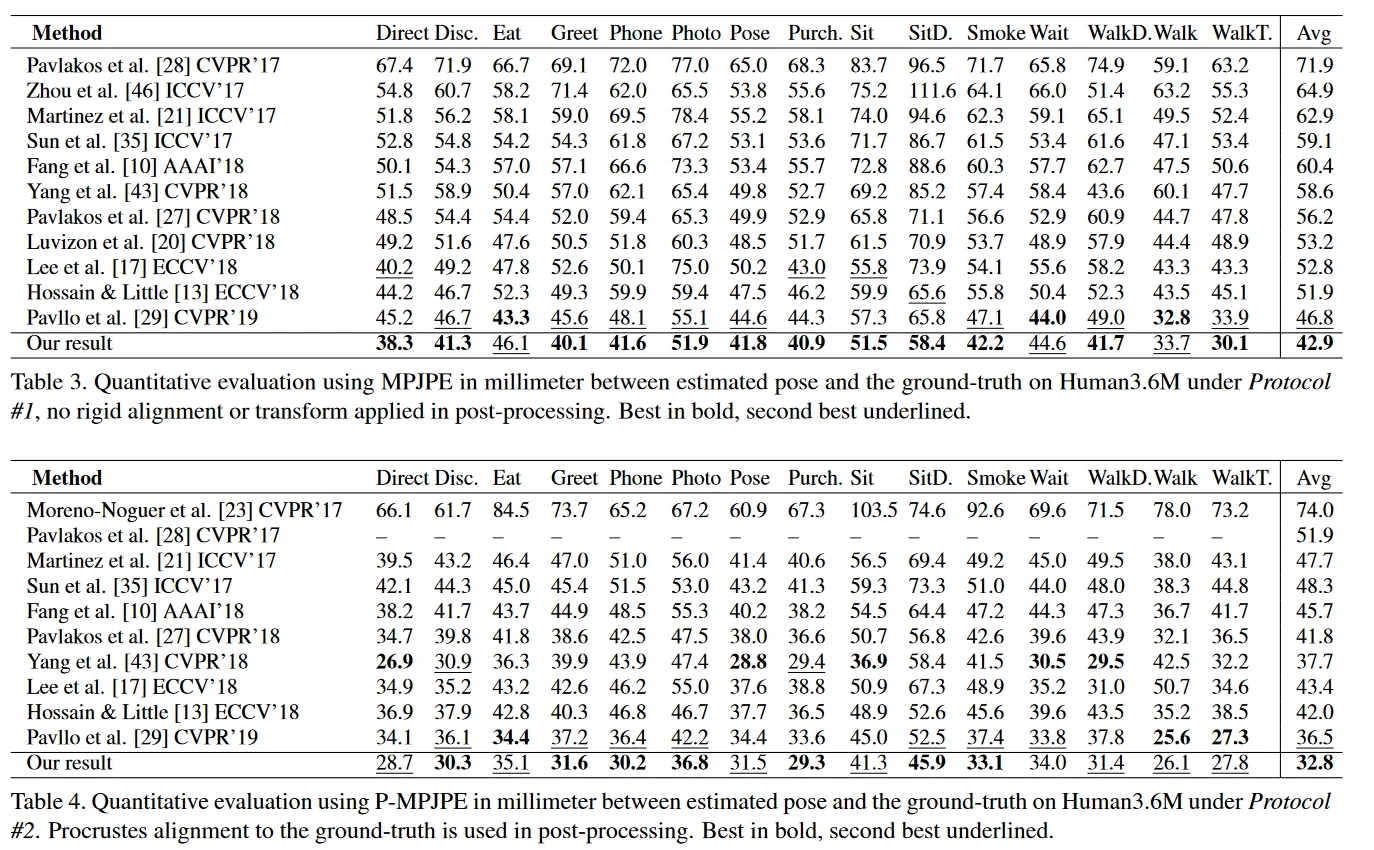 Method Direct Disc. Eat Greet Phone Photo Pose Purch. Sit SitD. Smoke Wait WalkD. Walk WalkT. Avg
Pavlakos et al. [28] CVPR’17 67.4 71.9 66.7 69.1 72.0 77.0 65.0 68.3 83.7 96.5 71.7 65.8 74.9 59.1 63.2 71.9
Zhou et al. [46] ICCV’17 54.8 60.7 58.2 71.4 62.0 65.5 53.8 55.6 75.2 111.6 64.1 66.0 51.4 63.2 55.3 64.9
Martinez et al. [21] ICCV’17 51.8 56.2 58.1 59.0 69.5 78.4 55.2 58.1 74.0 94.6 62.3 59.1 65.1 49.5 52.4 62.9
Sun et al. [35] ICCV’17 52.8 54.8 54.2 54.3 61.8 67.2 53.1 53.6 71.7 86.7 61.5 53.4 61.6 47.1 53.4 59.1
Fang et al. [10] AAAI’18 50.1 54.3 57.0 57.1 66.6 73.3 53.4 55.7 72.8 88.6 60.3 57.7 62.7 47.5 50.6 60.4
Yang et al. [43] CVPR’18 51.5 58.9 50.4 57.0 62.1 65.4 49.8 52.7 69.2 85.2 57.4 58.4 43.6 60.1 47.7 58.6
Pavlakos et al. [27] CVPR’18 48.5 54.4 54.4 52.0 59.4 65.3 49.9 52.9 65.8 71.1 56.6 52.9 60.9 44.7 47.8 56.2
Luvizon et al. [20] CVPR’18 49.2 51.6 47.6 50.5 51.8 60.3 48.5 51.7 61.5 70.9 53.7 48.9 57.9 44.4 48.9 53.2
Lee et al. [17] ECCV’18 40.2 49.2 47.8 52.6 50.1 75.0 50.2 43.0 55.8 73.9 54.1 55.6 58.2 43.3 43.3 52.8
Hossain & Little [13] ECCV’18 44.2 46.7 52.3 49.3 59.9 59.4 47.5 46.2 59.9 65.6 55.8 50.4 52.3 43.5 45.1 51.9
Pavllo et al. [29] CVPR’19 45.2 46.7 43.3 45.6 48.1 55.1 44.6 44.3 57.3 65.8 47.1 44.0 49.0 32.8 33.9 46.8
Our result 38.3 41.3 46.1 40.1 41.6 51.9 41.8 40.9 51.5 58.4 42.2 44.6 41.7 33.7 30.1 42.9
Table 3. Quantitative evaluation using MPJPE in millimeter between estimated pose and the ground-truth on Human3.6M under Protocol
#1, no rigid alignment or transform applied in post-processing. Best in bold, second best underlined.
Method Direct Disc. Eat Greet Phone Photo Pose Purch. Sit SitD. Smoke Wait WalkD. Walk WalkT. Avg
Moreno-Noguer et al. [23] CVPR’17 66.1 61.7 84.5 73.7 65.2 67.2 60.9 67.3 103.5 74.6 92.6 69.6 71.5 78.0 73.2 74.0
Pavlakos et al. [28] CVPR’17 – – – – – – – – – – – – – – – 51.9
Martinez et al. [21] ICCV’17 39.5 43.2 46.4 47.0 51.0 56.0 41.4 40.6 56.5 69.4 49.2 45.0 49.5 38.0 43.1 47.7
Sun et al. [35] ICCV’17 42.1 44.3 45.0 45.4 51.5 53.0 43.2 41.3 59.3 73.3 51.0 44.0 48.0 38.3 44.8 48.3
Fang et al. [10] AAAI’18 38.2 41.7 43.7 44.9 48.5 55.3 40.2 38.2 54.5 64.4 47.2 44.3 47.3 36.7 41.7 45.7
Pavlakos et al. [27] CVPR’18 34.7 39.8 41.8 38.6 42.5 47.5 38.0 36.6 50.7 56.8 42.6 39.6 43.9 32.1 36.5 41.8
Yang et al. [43] CVPR’18 26.9 30.9 36.3 39.9 43.9 47.4 28.8 29.4 36.9 58.4 41.5 30.5 29.5 42.5 32.2 37.7
Lee et al. [17] ECCV’18 34.9 35.2 43.2 42.6 46.2 55.0 37.6 38.8 50.9 67.3 48.9 35.2 31.0 50.7 34.6 43.4
Hossain & Little [13] ECCV’18 36.9 37.9 42.8 40.3 46.8 46.7 37.7 36.5 48.9 52.6 45.6 39.6 43.5 35.2 38.5 42.0
Pavllo et al. [29] CVPR’19 34.1 36.1 34.4 37.2 36.4 42.2 34.4 33.6 45.0 52.5 37.4 33.8 37.8 25.6 27.3 36.5
Our result 28.7 30.3 35.1 31.6 30.2 36.8 31.5 29.3 41.3 45.9 33.1 34.0 31.4 26.1 27.8 32.8
Table 4. Quantitative evaluation using P-MPJPE in millimeter between estimated pose and the ground-truth on Human3.6M under Protocol
#2. Procrustes alignment to the ground-truth is used in post-processing. Best in bold, second best underlined.